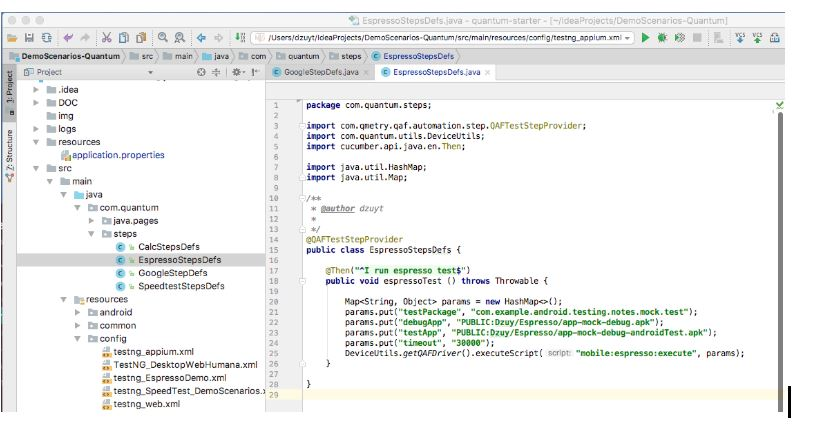 EspressoStepsDefs.java - quantum-starter - [~/IdeaProjects/DemoScenarios-Quantum]
/Users/dzuyt/IdeaProjects/DemoScenarios-Quantum/src/main/resources/config/testng_appium.xml
VCS VCS
DemoScenarios-Quantum src main java com quantum steps EspressoStepsDefs
Project GoogleStepDefs.java EspressoStepsDefs.java
1: Project
Z: Structure
.idea
DOC
img
logs
resources
application.properties
src
main
java
com.quantum
java.pages
steps
CalcStepsDefs
EspressoStepsDefs
GoogleStepDefs
SpeedtestStepsDefs
resources
android
common
config
testng_appium.xml
TestNG_DesktopWebHumana.xml
testng_EspressoDemo.xml
testng_SpeedTest_DemoScenarios.
testng_web.xml
1 package com.quantum.steps;
2
3 import com.qmetry.qaf.automation.step.QAFTestStepProvider;
4 import com.quantum.utils.DeviceUtils;
5 import cucumber.api.java.en.Then;
6
7 import java.util.HashMap;
8 import java.util.Map;
9
10 /**
11 * @author dzuyt
12 *
13 */
14 @QAFTestStepProvider
15 public class EspressoStepsDefs {
16
17 @Then("^I run espresso test$")
18 public void espressoTest () throws Throwable {
19
20 Map<String, Object> params = new HashMap<>();
21 params.put("testPackage", "com.example.android.testing.notes.mock.test");
22 params.put("debugApp", "PUBLIC:Dzuy/Espresso/app-mock-debug.apk");
23 params.put("testApp", "PUBLIC:Dzuy/Espresso/app-mock-debug-androidTest.apk");
24 params.put("timeout", "30000");
25 DeviceUtils.getQAFDriver().executeScript( script: "mobile:espresso:execute", params);
26 }
27
28 }
29